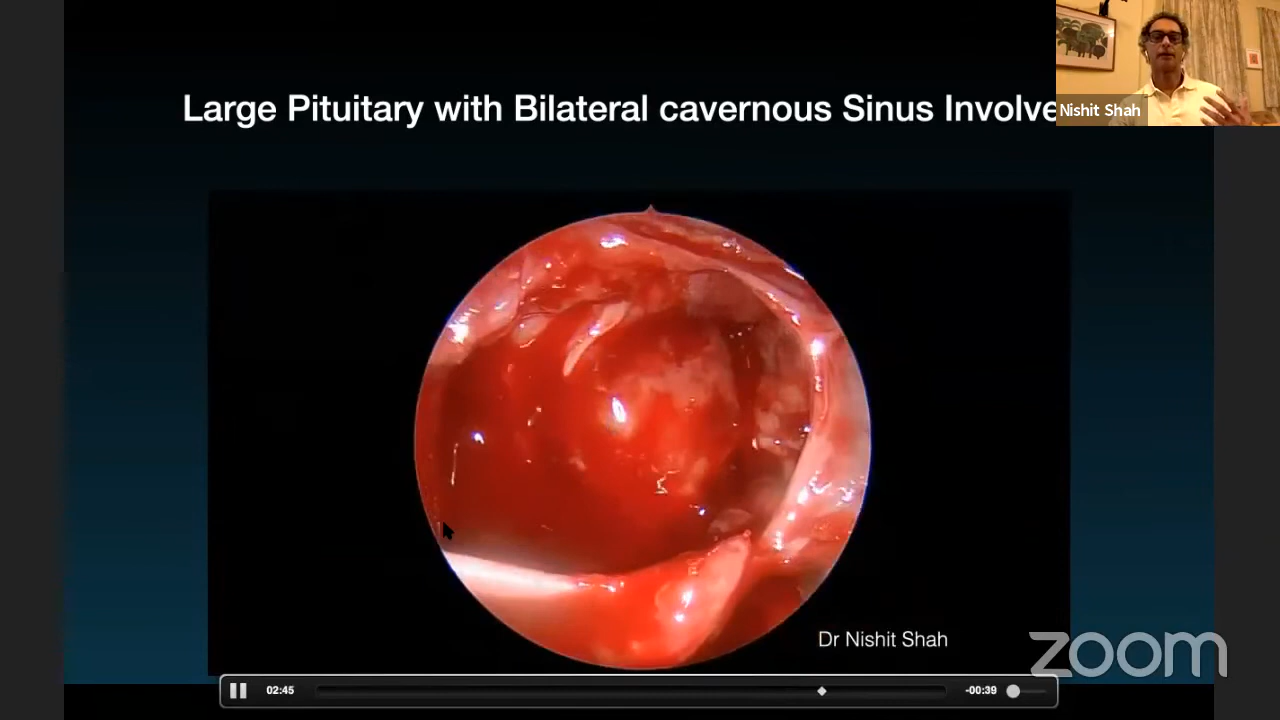 Large Pituitary with Bilateral cavernous Sinus Involve
Nishit Shah
Dr Nishit Shah
zoom
02:45
-00:39